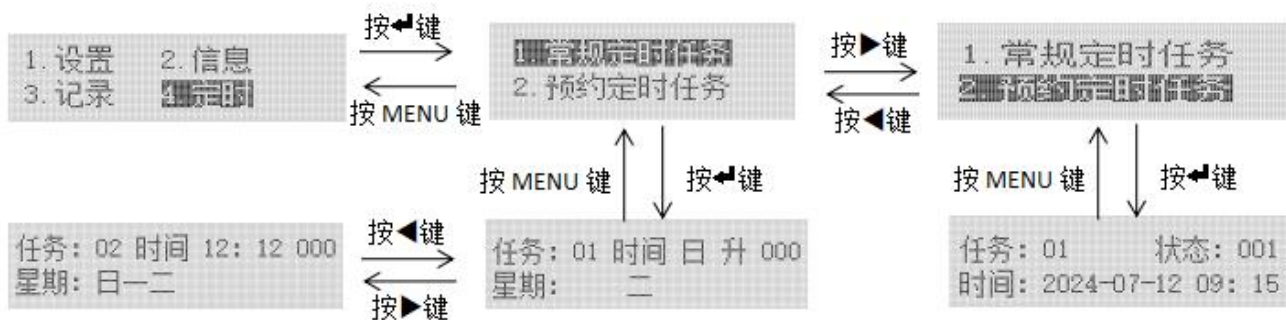 按↵键
1.设置 2.信息
3.记录 4.定时
按 MENU 键
1.常规定时任务
2.预约定时任务
按▶键
按◀键
1.常规定时任务
2.预约定时任务
按 MENU 键
按↵键
按 MENU 键
按↵键
任务: 02 时间 12: 12 000
星期: 日一二
按◀键
按▶键
任务: 01 时间 日 升 000
星期: 二
任务: 01 状态: 001
时间: 2024-07-12 09: 15